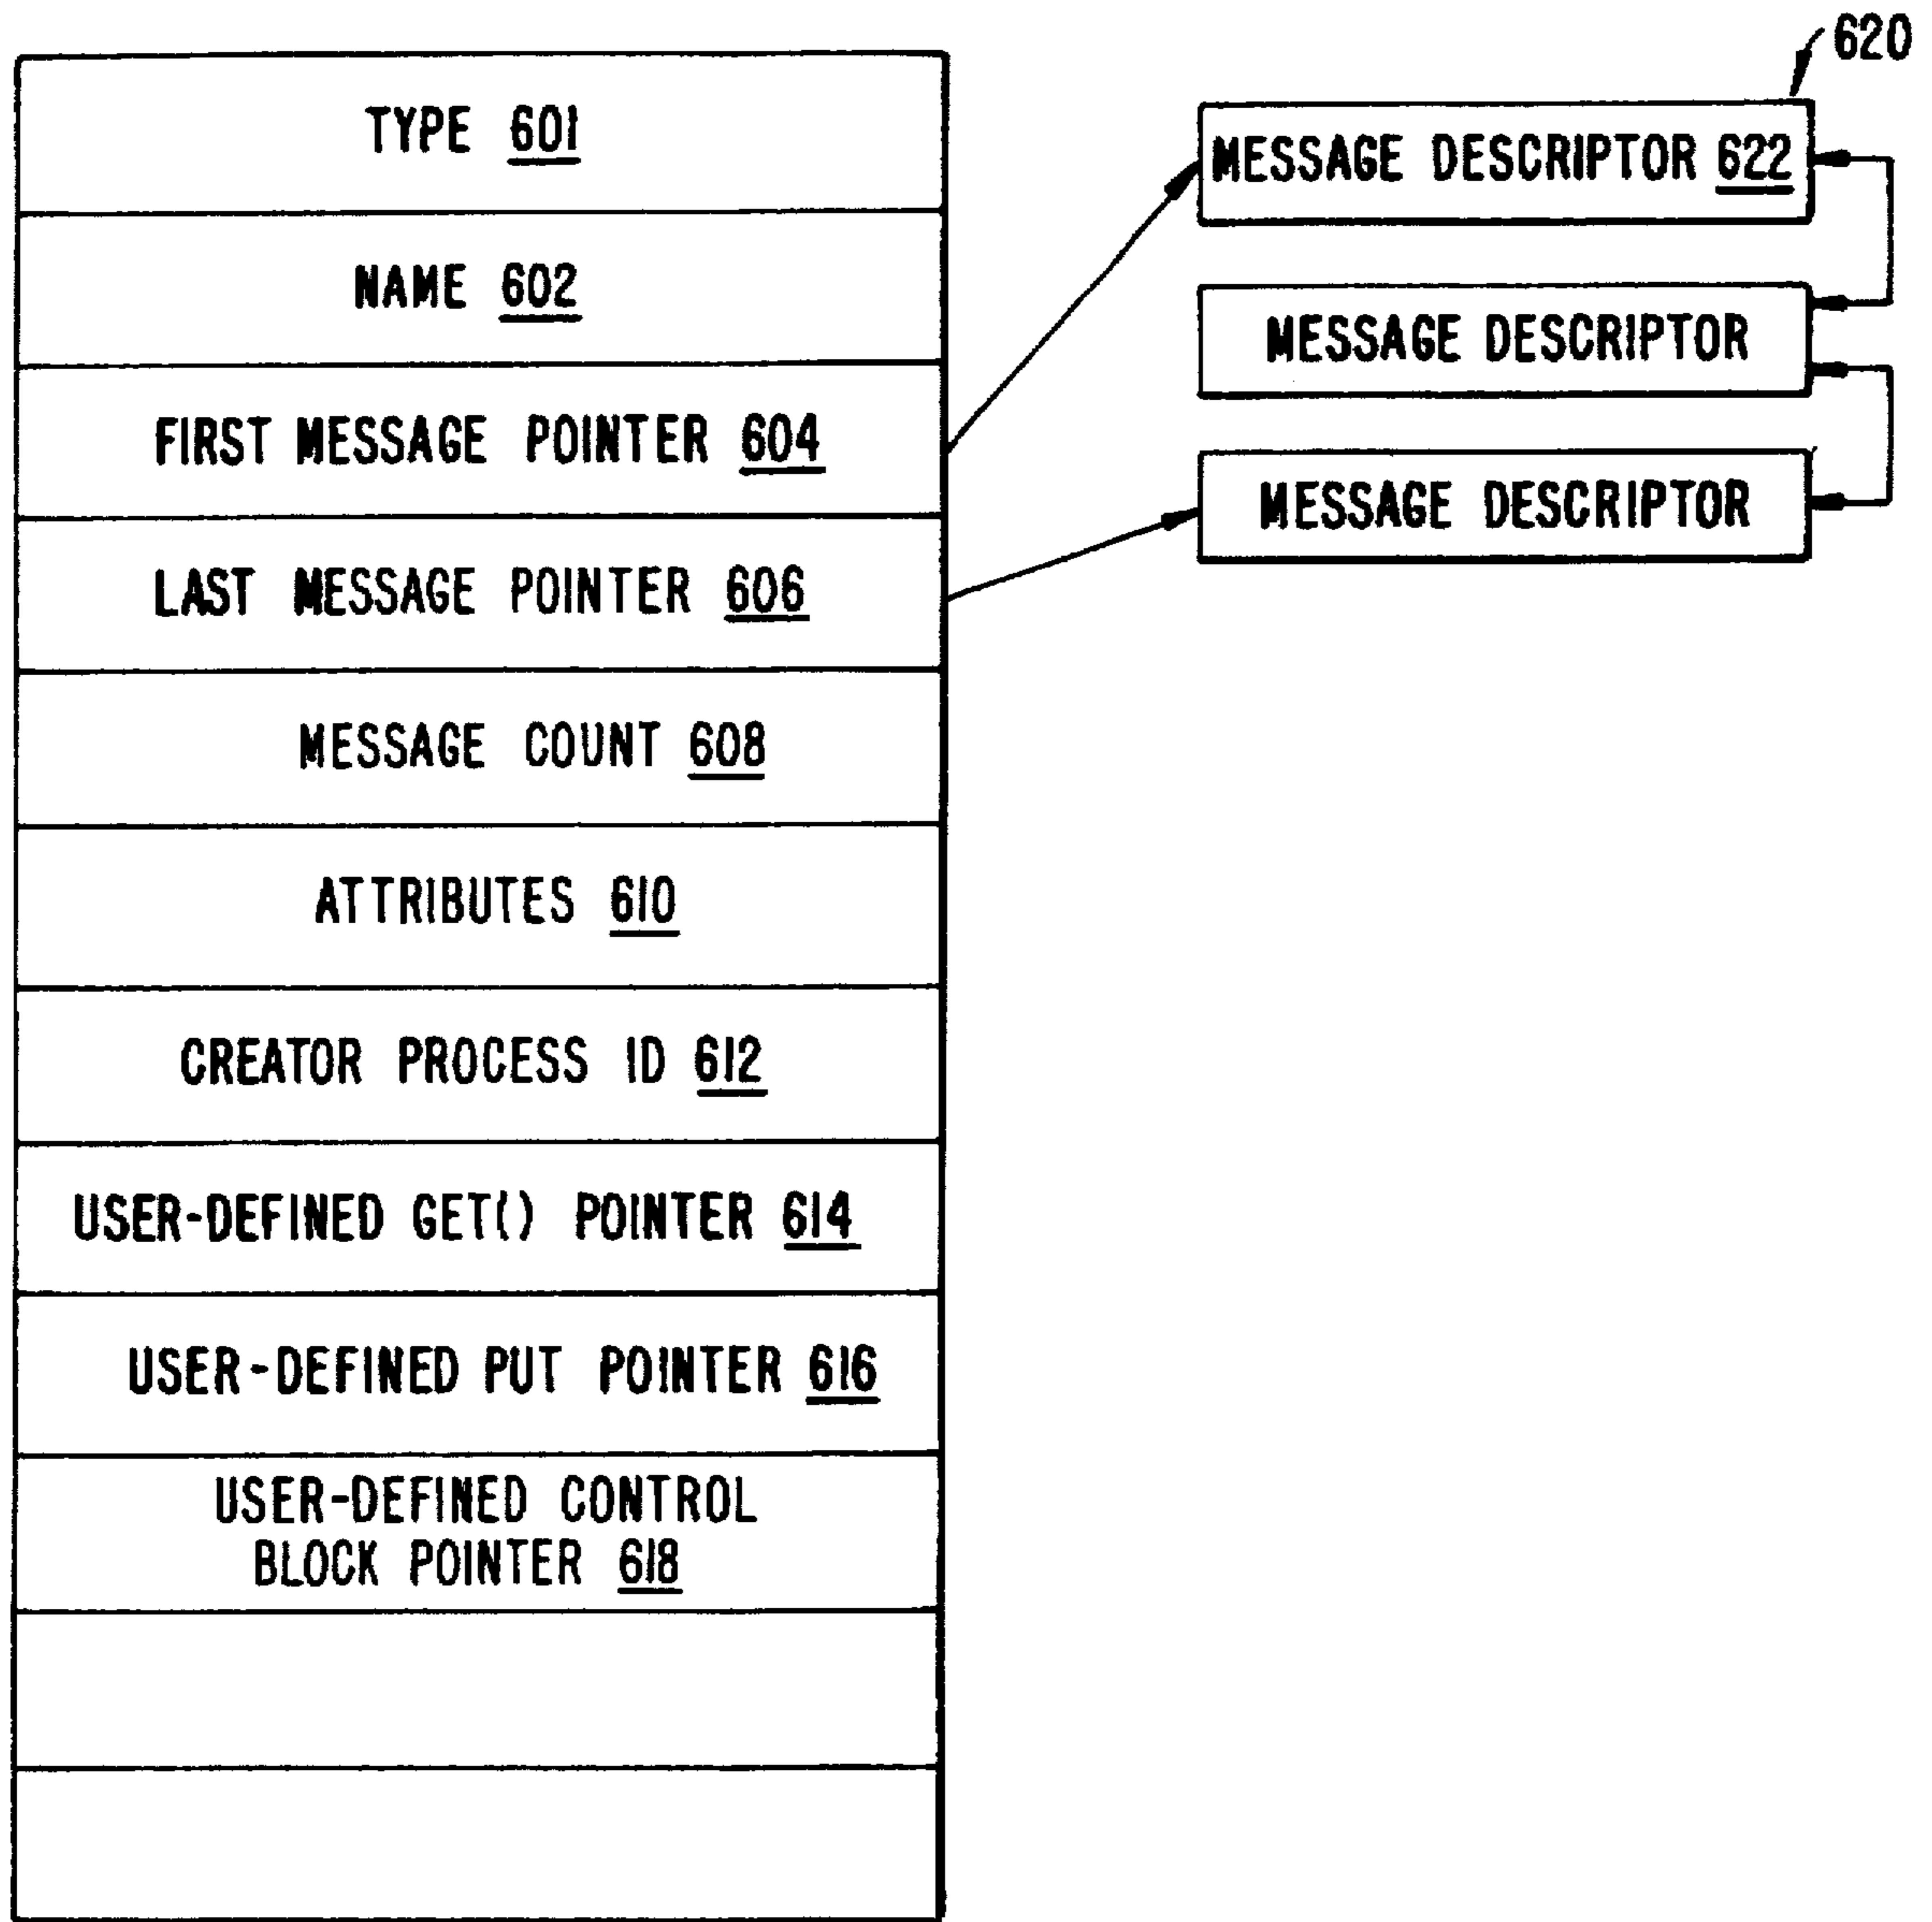 TYPE 601
NAME 602
FIRST MESSAGE POINTER 604
LAST MESSAGE POINTER 606
MESSAGE COUNT 608
ATTRIBUTES 610
CREATOR PROCESS ID 612
USER-DEFINED GET() POINTER 614
USER-DEFINED PUT POINTER 616
USER-DEFINED CONTROL
BLOCK POINTER 618
620
MESSAGE DESCRIPTOR 622
MESSAGE DESCRIPTOR
MESSAGE DESCRIPTOR